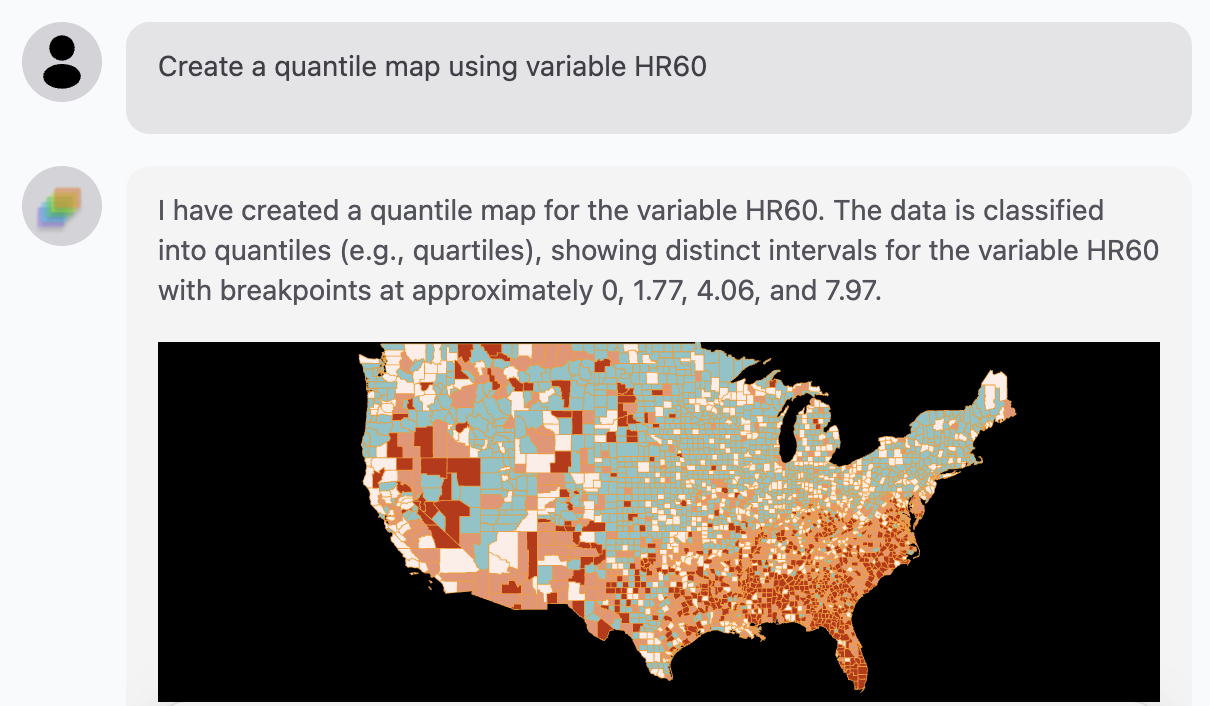 Create a quantile map using variable HR60
I have created a quantile map for the variable HR60. The data is classified
into quantiles (e.g., quartiles), showing distinct intervals for the variable HR60
with breakpoints at approximately 0, 1.77, 4.06, and 7.97.